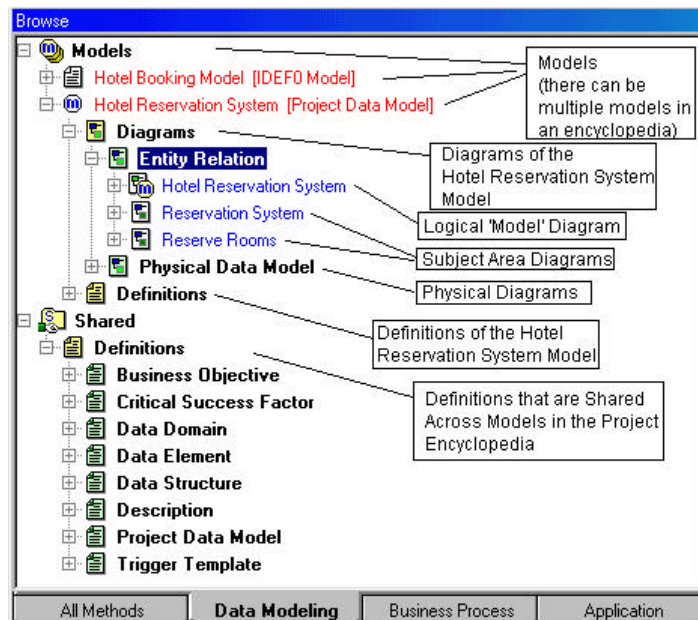 Browse
Models
Hotel Booking Model [IDEF0 Model]
Hotel Reservation System [Project Data Model]
Diagrams
Entity Relation
Hotel Reservation System
Reservation System
Reserve Rooms
Physical Data Model
Definitions
Shared
Definitions
Business Objective
Critical Success Factor
Data Domain
Data Element
Data Structure
Description
Project Data Model
Trigger Template
Models
(there can be
multiple models in
an encyclopedia)
Diagrams of the
Hotel Reservation System
Model
Logical 'Model' Diagram
Subject Area Diagrams
Physical Diagrams
Definitions of the Hotel
Reservation System Model
Definitions that are Shared
Across Models in the Project
Encyclopedia
All Methods
Data Modeling
Business Process
Application